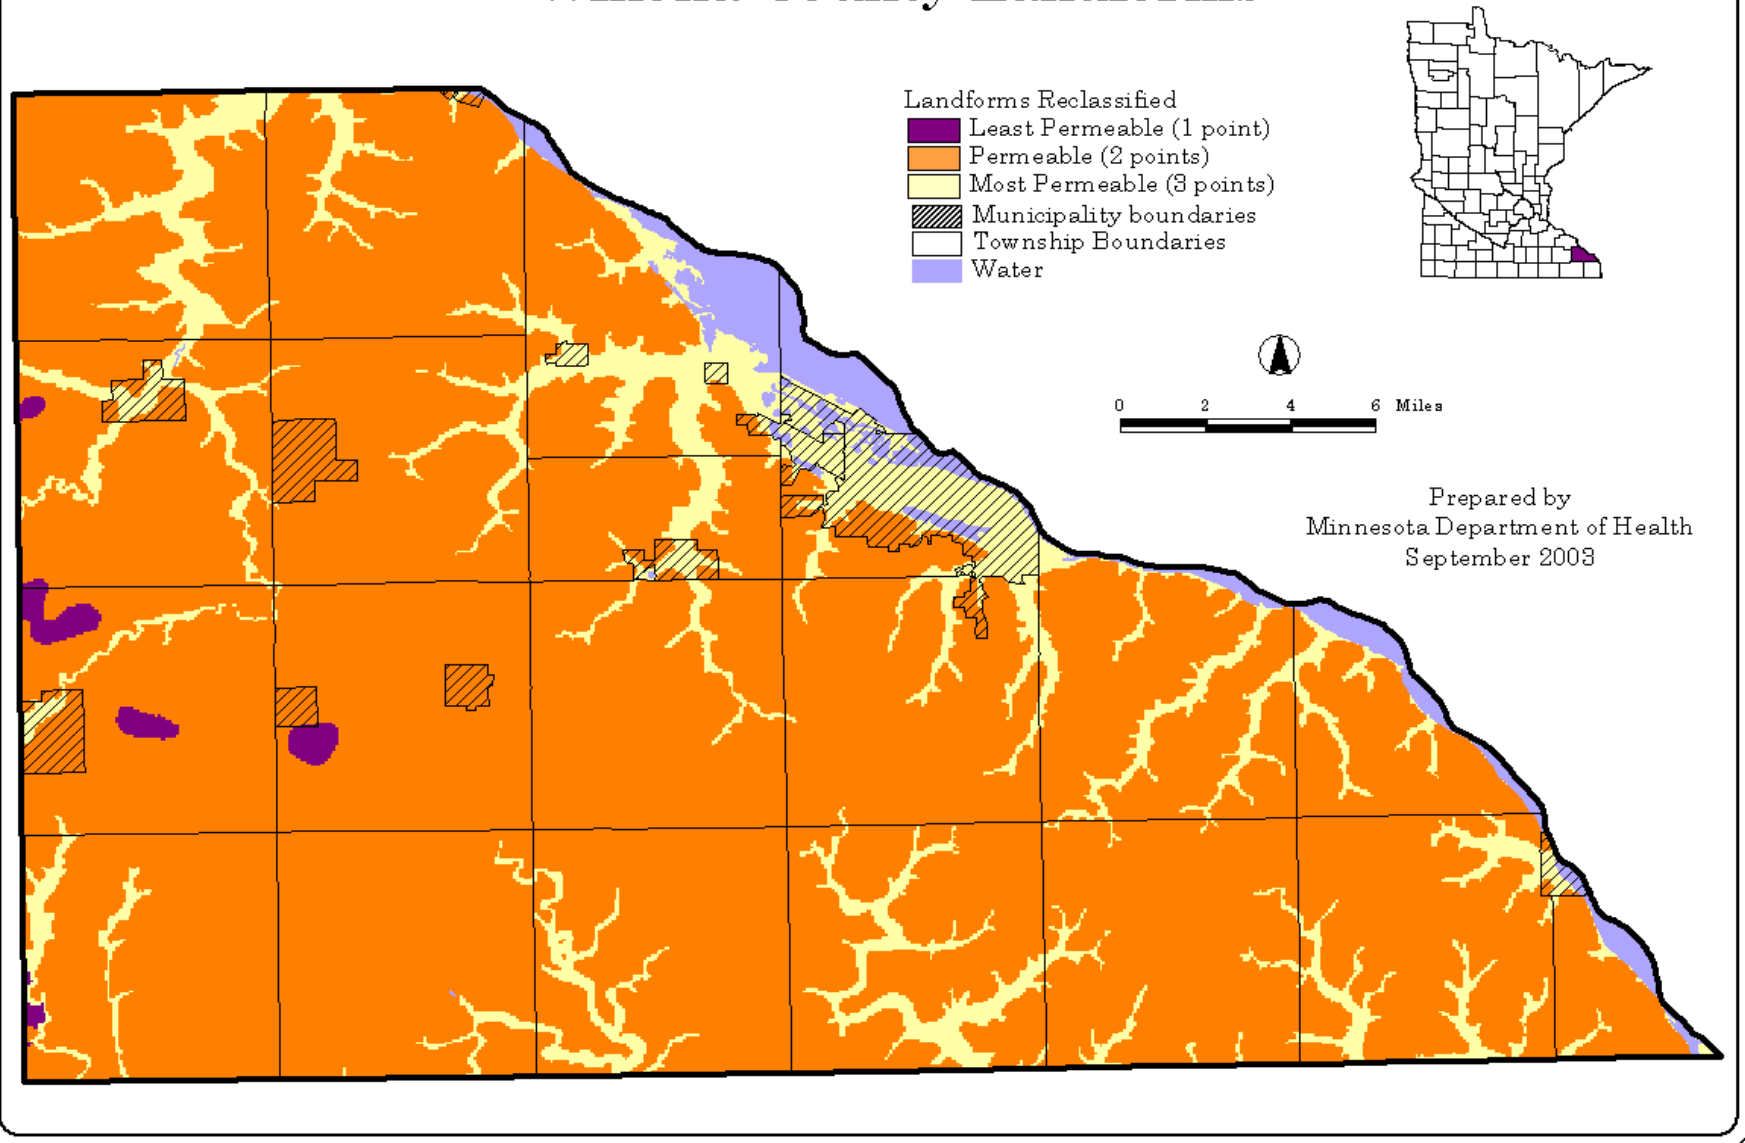 Landforms Reclassified
Least Permeable (1 point)
Permeable (2 points)
Most Permeable (3 points)
Municipality boundaries
Township Boundaries
Water
0 2 4 6 Miles
Prepared by
Minnesota Department of Health
September 2003